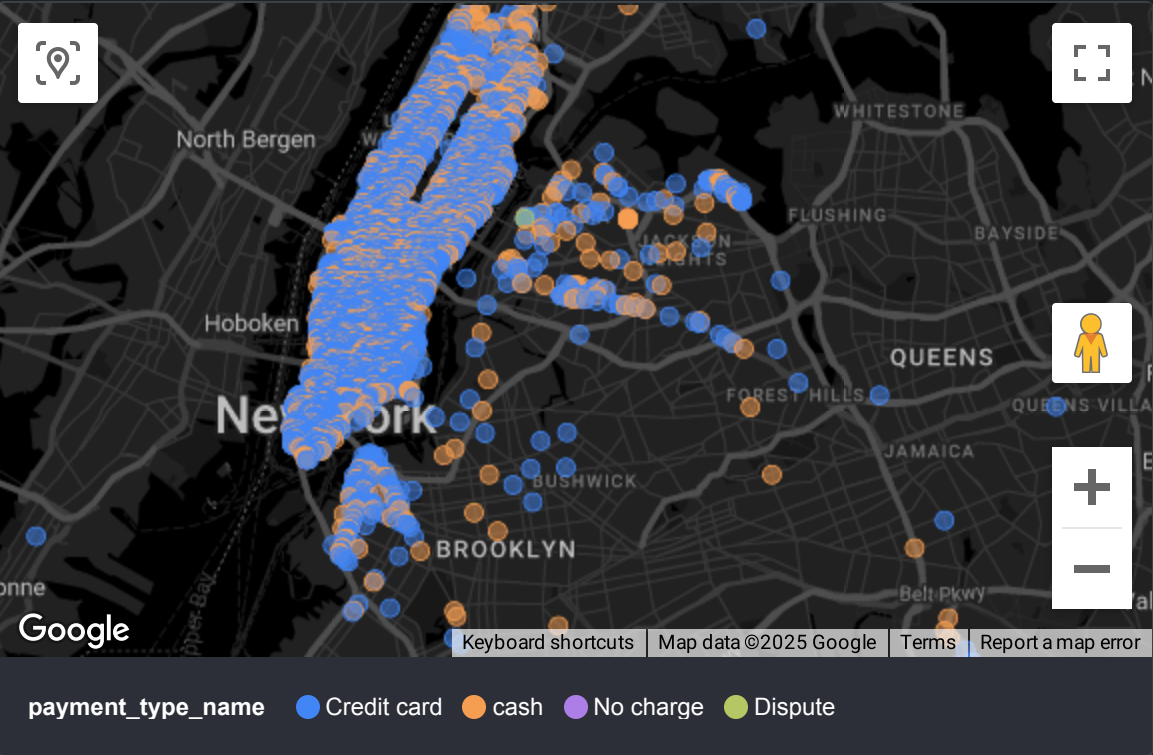 North Bergen
WHITESTONE
FLUSHING
BAYSIDE
JACKSON
HEIGHTS
Hoboken
QUEENS
FOREST HILLS
QUEENS VILLA
New York
JAMAICA
BUSHWICK
BROOKLYN
onne
Belt Pkwy
pper Bay
Google
Keyboard shortcuts
Map data ©2025 Google
Terms
Report a map error
payment_type_name Credit card cash No charge Dispute